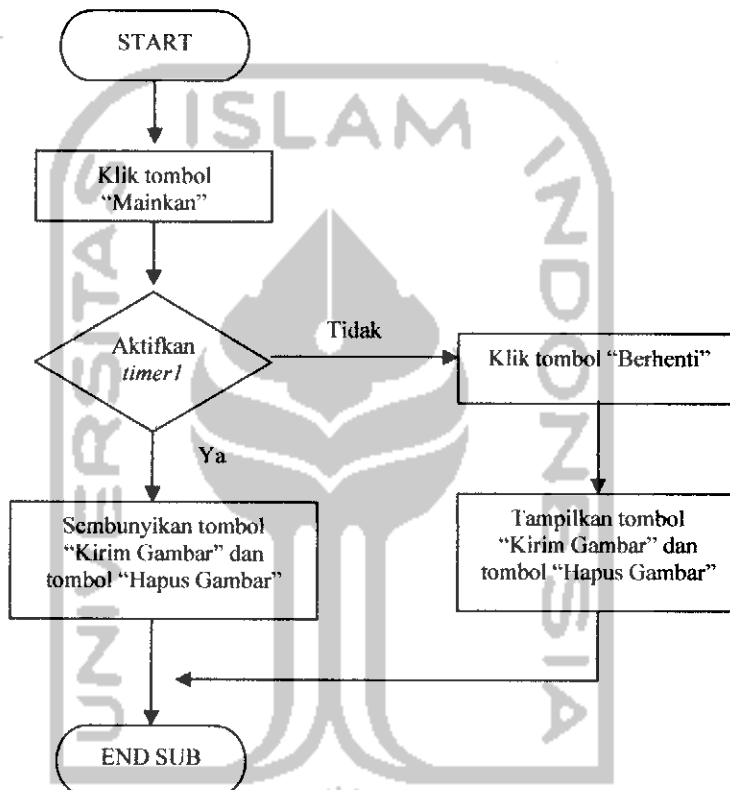 START
ISLAM
UNIVERSITAS
INDONESIA
Klik tombol
“Mainkan”
Aktifkan
timer1
Tidak
Klik tombol “Berhenti”
Ya
Sembunyikan tombol
“Kirim Gambar” dan
tombol “Hapus Gambar”
Tampilkan tombol
“Kirim Gambar” dan
tombol “Hapus Gambar”
END SUB